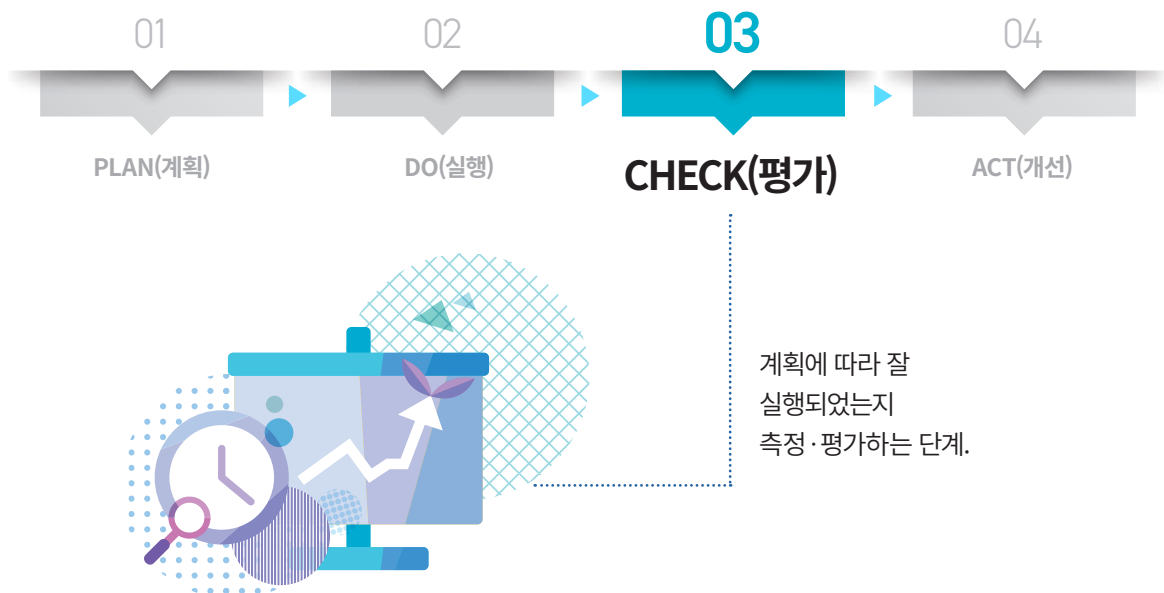 01
02
03
04
PLAN(계획)
DO(실행)
CHECK(평가)
ACT(개선)
계획에 따라 잘
실행되었는지
측정·평가하는 단계.